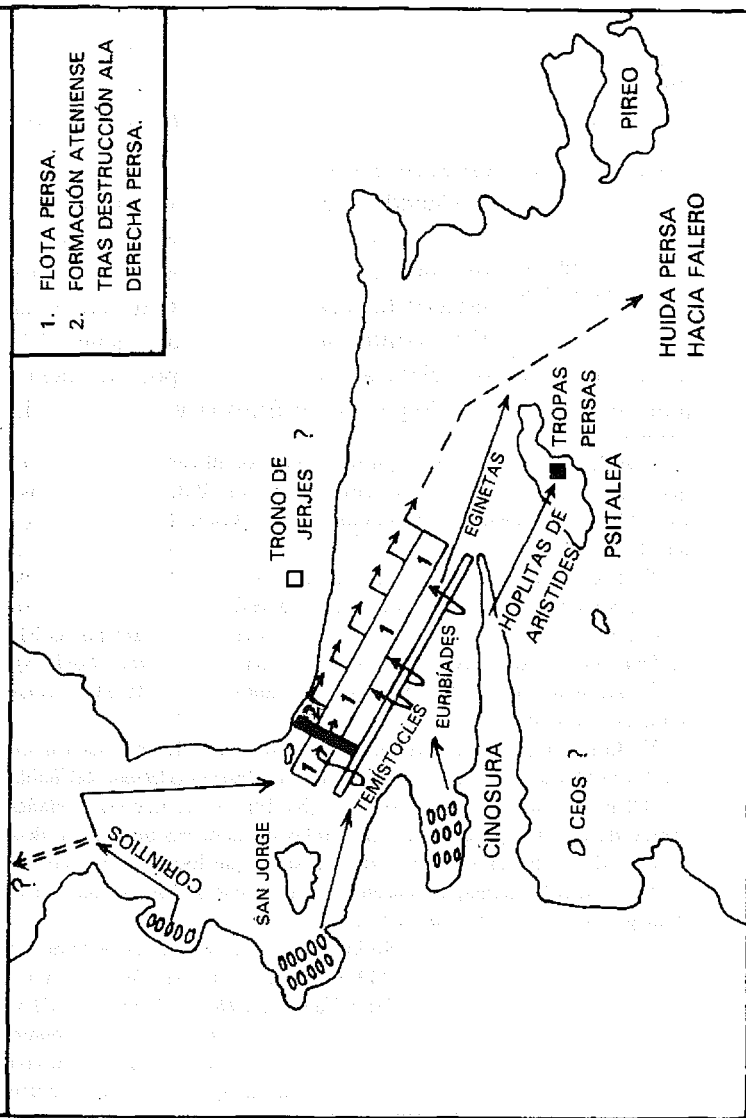 1. FLOTA PERSA.
2. FORMACIÓN ATENIENSE
TRAS DESTRUCCIÓN ALA
DERECHA PERSA.
PIREO
HUIDA PERSA
HACIA FALERO
TRONO DE
JERJES ?
TROPAS
PERSAS
PSITALEA
EGINETAS
HOPLITAS DE
ARISTIDES
EURIBÍADES
TEMÍSTOCLES
CINOSURA
CEOS ?
SAN JORGE
CORINTIOS
?
1
1
1
1
2